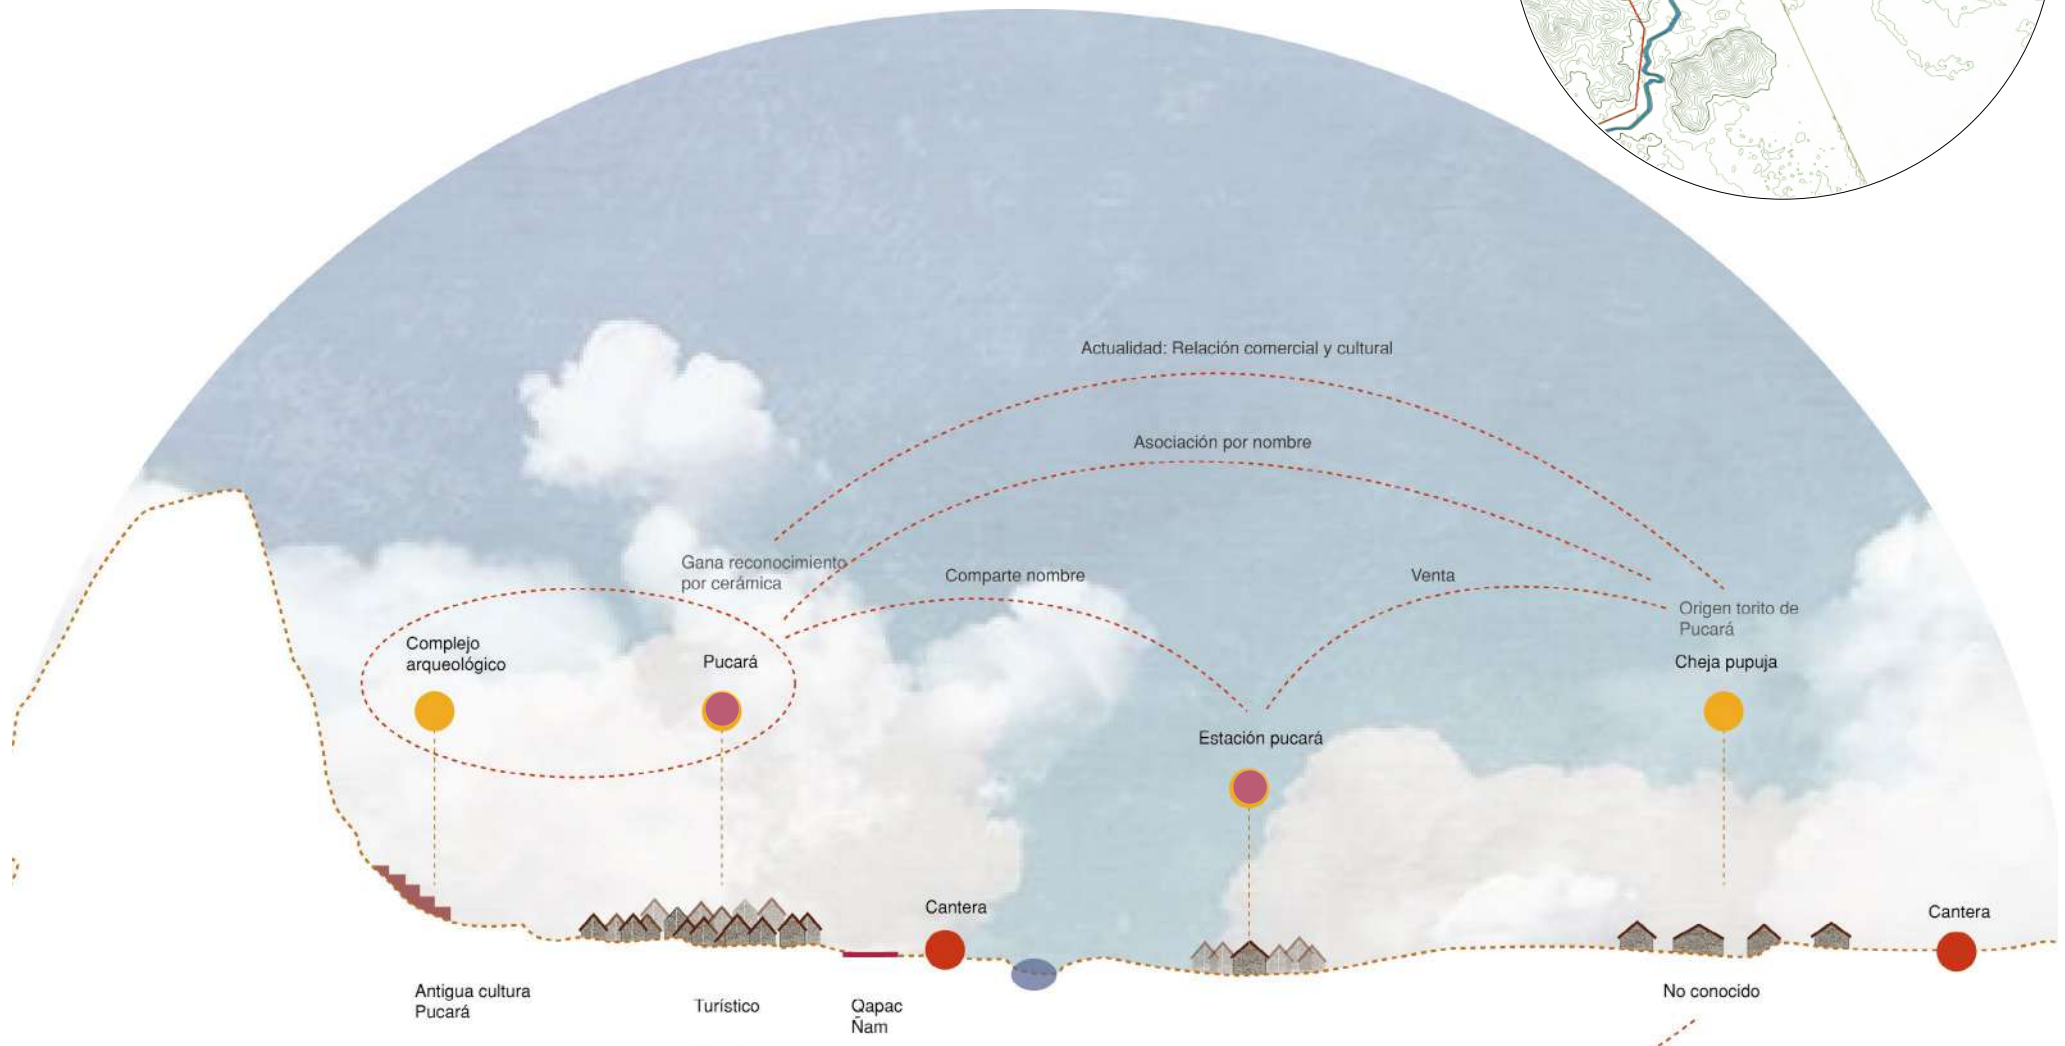 Actualidad: Relación comercial y cultural
Asociación por nombre
Gana reconocimiento
por cerámica
Comparte nombre
Venta
Origen torito de
Pucará
Complejo
arqueológico
Pucará
Cheja pupuja
Estación pucará
Cantera
Cantera
Antigua cultura
Pucará
Turístico
Qapac
Ñam
No conocido